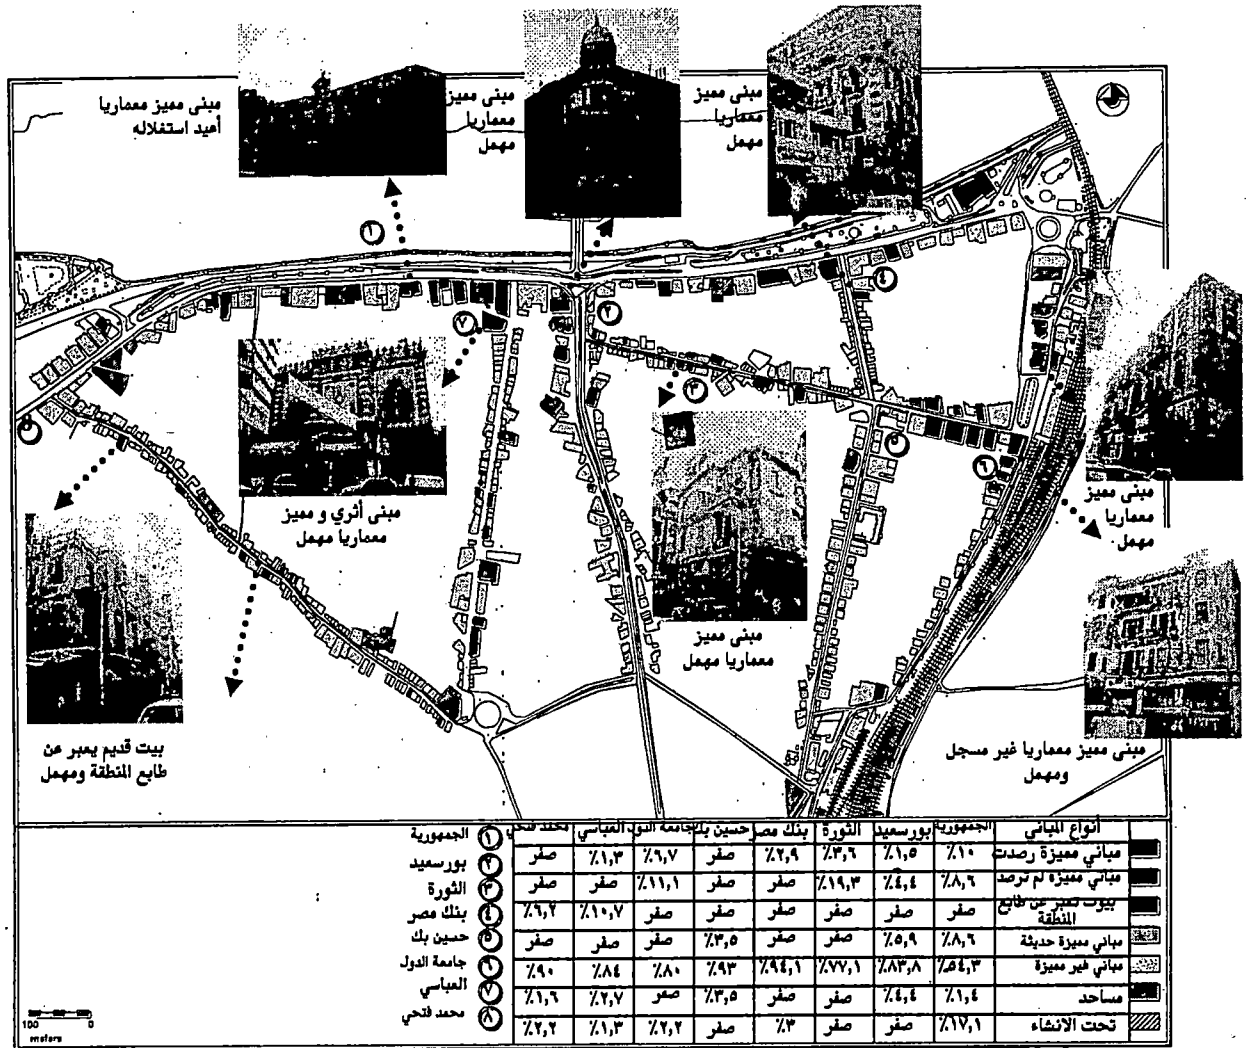 مبنى مميز معماريا
أعيد استغلاله
مبنى مميز
معماريا
مهمل
مبنى مميز
معماريا
مهمل
١
٢
٣
٤
٥
٥
٦
٧
مبنى أثري و مميز
معماريا مهمل
مبنى مميز
معماريا
مهمل
مبنى مميز
معماريا مهمل
بيت قديم يعبر عن
طابع المنطقة ومهمل
مبنى مميز معماريا غير مسجل
ومهمل
أنواع المباني الجمهورية بورسعيد الثورة بنك مصر حسين بك جامعة الدول العباسي محمد فتحي
مباني مميزة رصدت ٪١٠ ٪١,٥ ٪٣,٦ ٪٢,٩ صفر ٪٦,٧ ٪١,٣ صفر
مباني مميزه لم ترصد ٪٨,٦ ٪٤,٤ ٪١٩,٣ صفر صفر ٪١١,١ صفر صفر
بيوت تعبر عن طابع
المنطقة صفر صفر صفر صفر صفر صفر ٪١٠,٧ ٪٦,٢
مباني مميزة حديثة ٪٨,٦ ٪٥,٩ صفر صفر ٪٣,٥ صفر صفر صفر
مباني غير مميزة ٪٥٤,٣ ٪٨٣,٨ ٪٧٧,١ ٪٩٤,١ ٪٩٣ ٪٨٠ ٪٨٤ ٪٩٠
مساجد ٪١,٤ ٪٤,٤ صفر صفر ٪٣,٥ صفر ٪٢,٧ ٪١,٦
تحت الانشاء ٪١٧,١ صفر صفر ٪٣ صفر ٪٢,٢ ٪١,٣ ٪٢,٢
١ الجمهورية
٢ بورسعيد
٣ الثورة
٤ بنك مصر
٥ حسين بك
٦ جامعة الدول
٧ العباسي
٨ محمد فتحي
100 0
meters